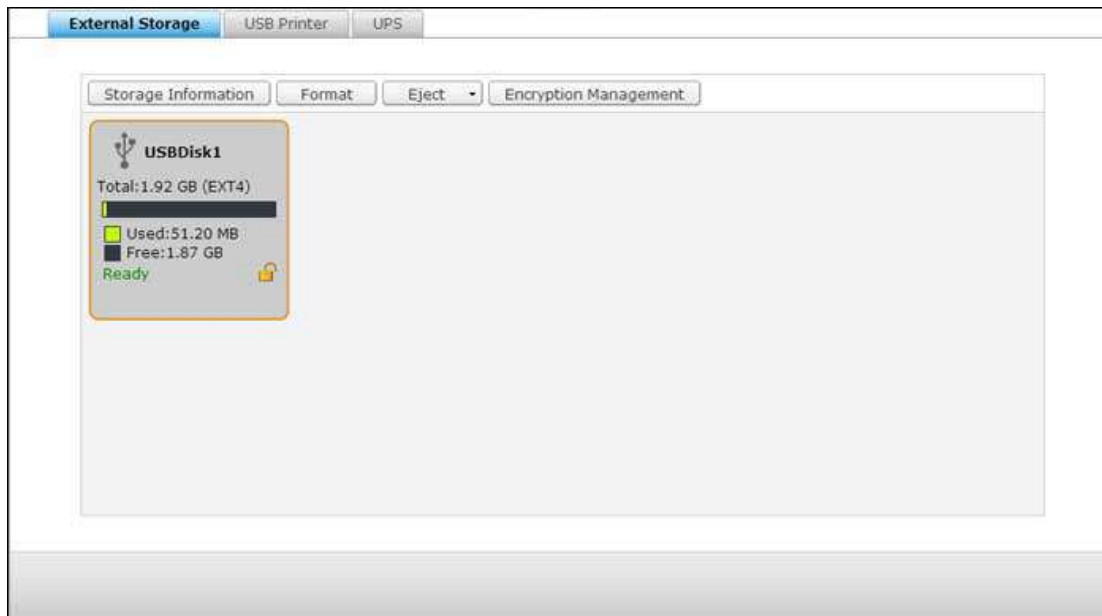 External Storage USB Printer UPS
Storage Information Format Eject Encryption Management
USBDisk1
Total:1.92 GB (EXT4)
Used:51.20 MB
Free:1.87 GB
Ready